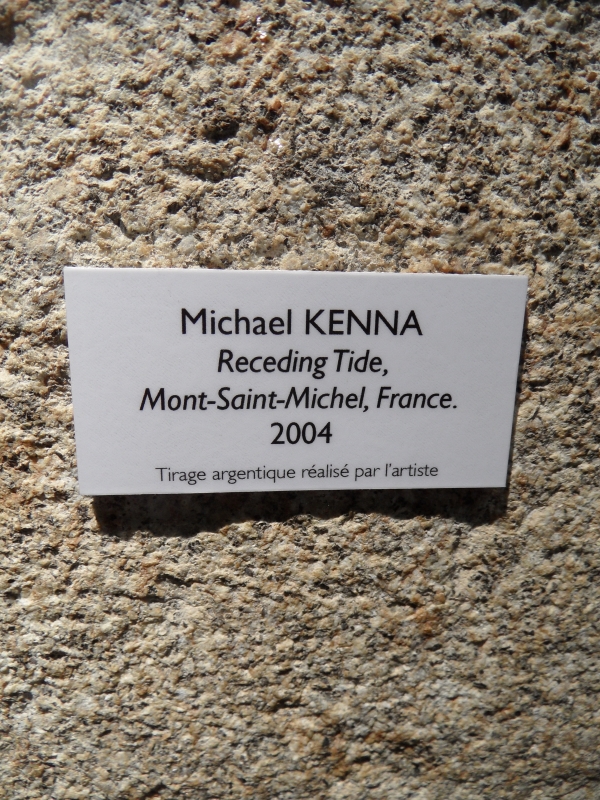 Michael KENNA
Receding Tide,
Mont-Saint-Michel, France.
2004
Tirage argentique réalisé par l'artiste